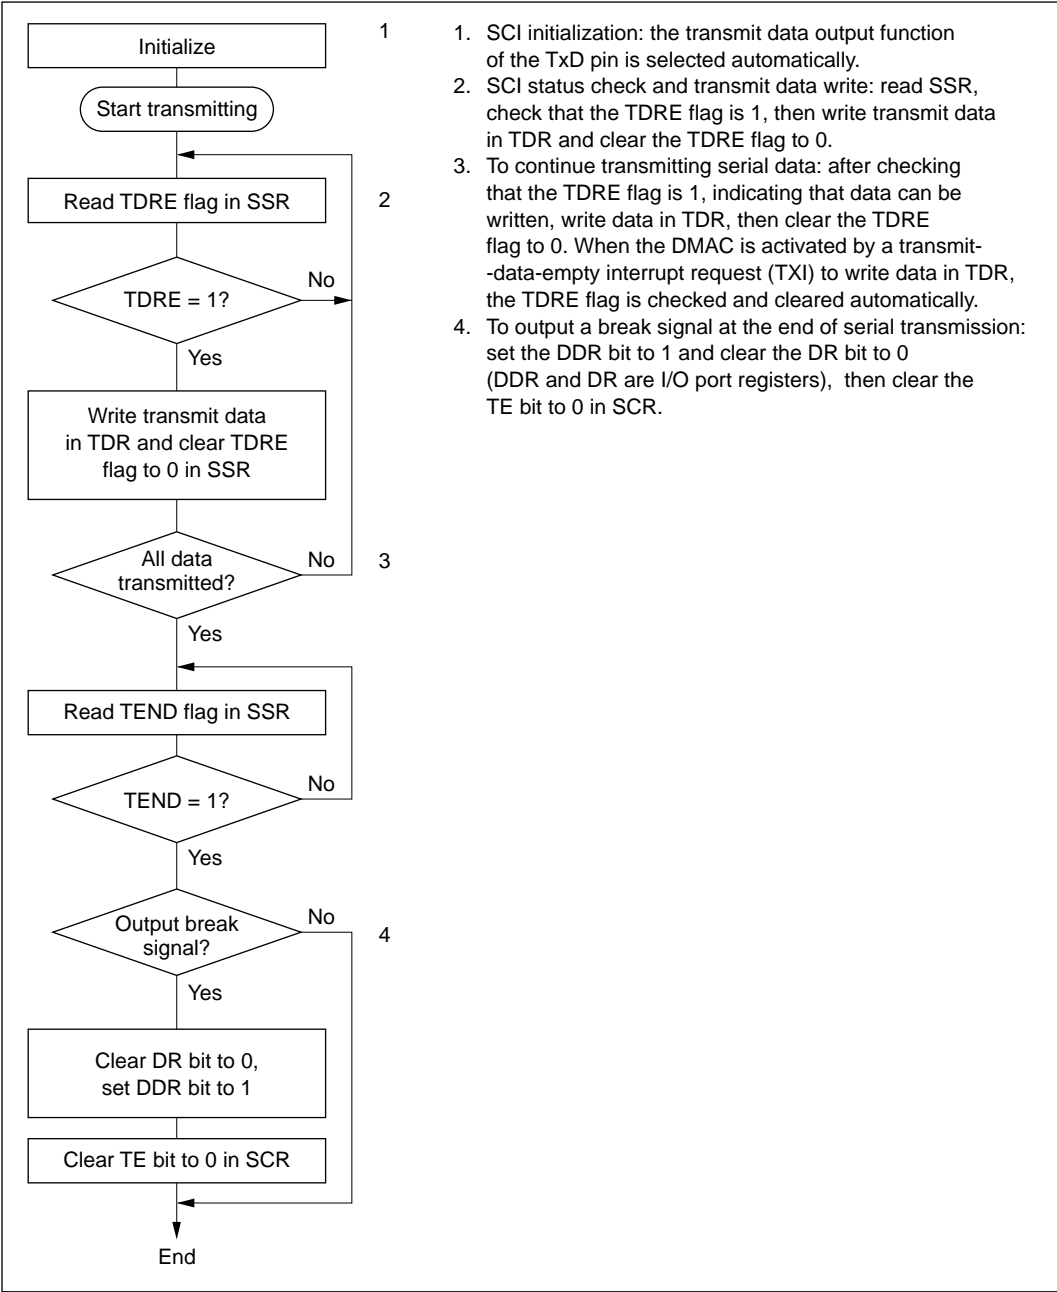 Initialize
1
Start transmitting
Read TDRE flag in SSR
2
TDRE = 1?
No
Yes
Write transmit data
in TDR and clear TDRE
flag to 0 in SSR
All data
transmitted?
No
3
Yes
Read TEND flag in SSR
TEND = 1?
No
Yes
Output break
signal?
No
4
Yes
Clear DR bit to 0,
set DDR bit to 1
Clear TE bit to 0 in SCR
End
1. SCI initialization: the transmit data output function
of the TxD pin is selected automatically.
2. SCI status check and transmit data write: read SSR,
check that the TDRE flag is 1, then write transmit data
in TDR and clear the TDRE flag to 0.
3. To continue transmitting serial data: after checking
that the TDRE flag is 1, indicating that data can be
written, write data in TDR, then clear the TDRE
flag to 0. When the DMAC is activated by a transmit-
-data-empty interrupt request (TXI) to write data in TDR,
the TDRE flag is checked and cleared automatically.
4. To output a break signal at the end of serial transmission:
set the DDR bit to 1 and clear the DR bit to 0
(DDR and DR are I/O port registers), then clear the
TE bit to 0 in SCR.